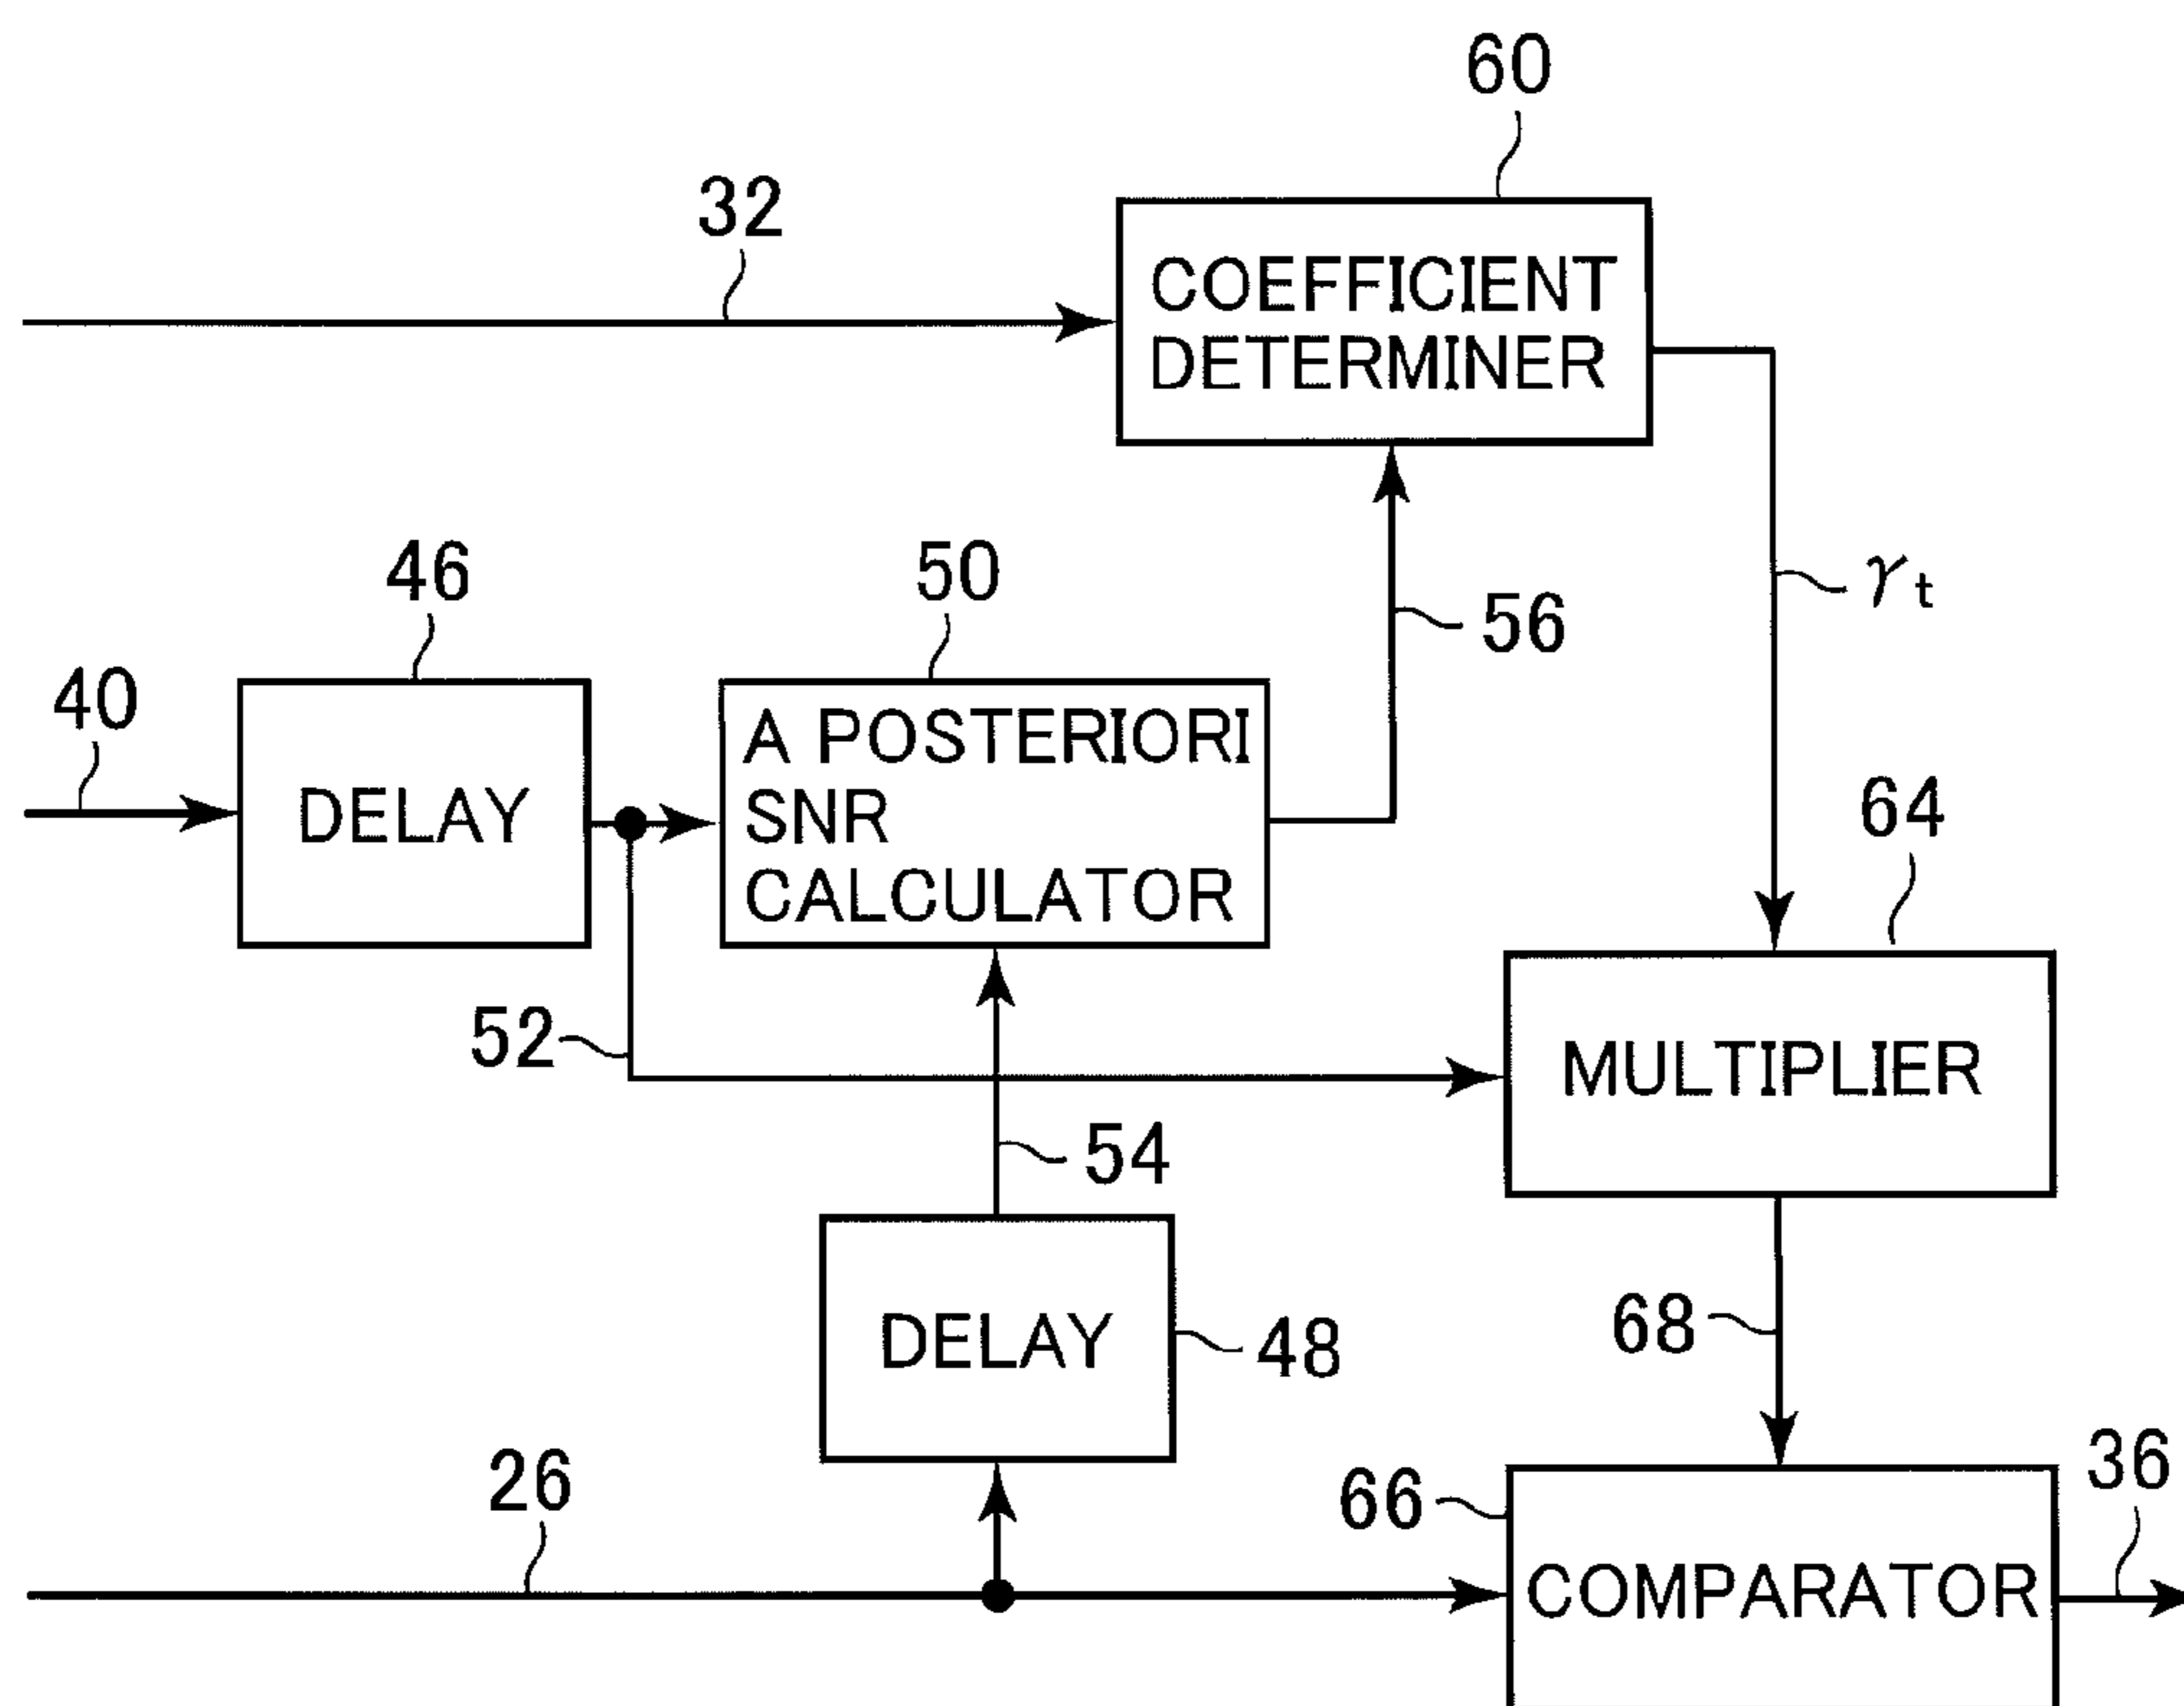 60
32
COEFFICIENT
DETERMINER
46
50
56
γt
40
A POSTERIORI
SNR
CALCULATOR
DELAY
64
52
MULTIPLIER
54
DELAY
48
68
26
66
36
COMPARATOR